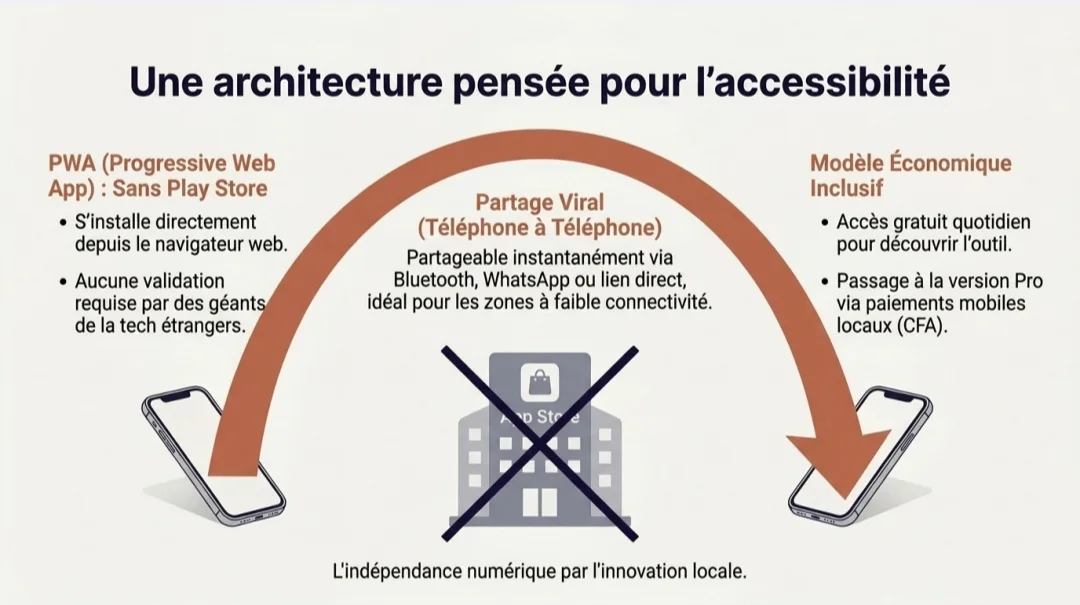 Une architecture pensée pour l’accessibilité
PWA (Progressive Web
App) : Sans Play Store
• S’installe directement
depuis le navigateur web.
• Aucune validation
requise par des géants
de la tech étrangers.
Partage Viral
(Téléphone à Téléphone)
Partageable instantanément via
Bluetooth, WhatsApp ou lien direct,
idéal pour les zones à faible connectivité.
App Store
Modèle Économique
Inclusif
• Accès gratuit quotidien
pour découvrir l’outil.
• Passage à la version Pro
via paiements mobiles
locaux (CFA).
L'indépendance numérique par l'innovation locale.